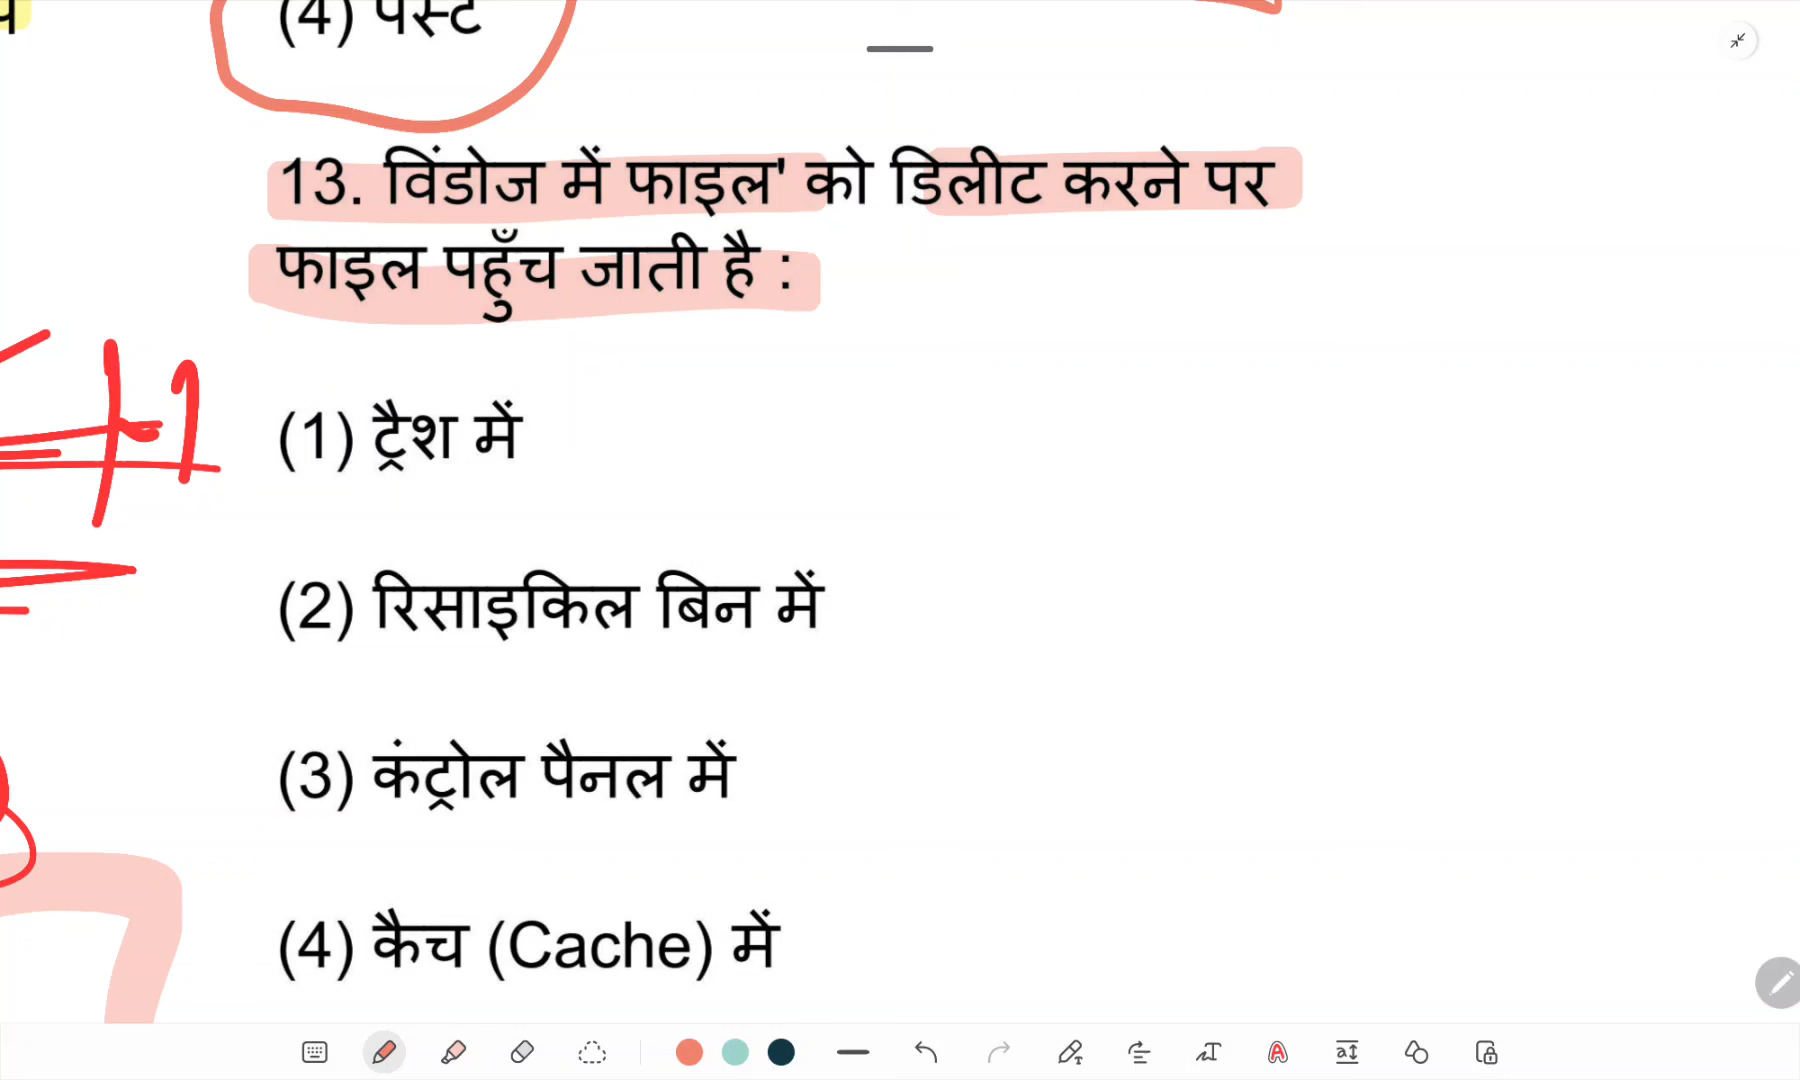 (4) पेस्ट
13. विंडोज में फाइल' को डिलीट करने पर
फाइल पहुँच जाती है :
(1) ट्रैश में
(2) रिसाइकिल बिन में
(3) कंट्रोल पैनल में
(4) कैच (Cache) में